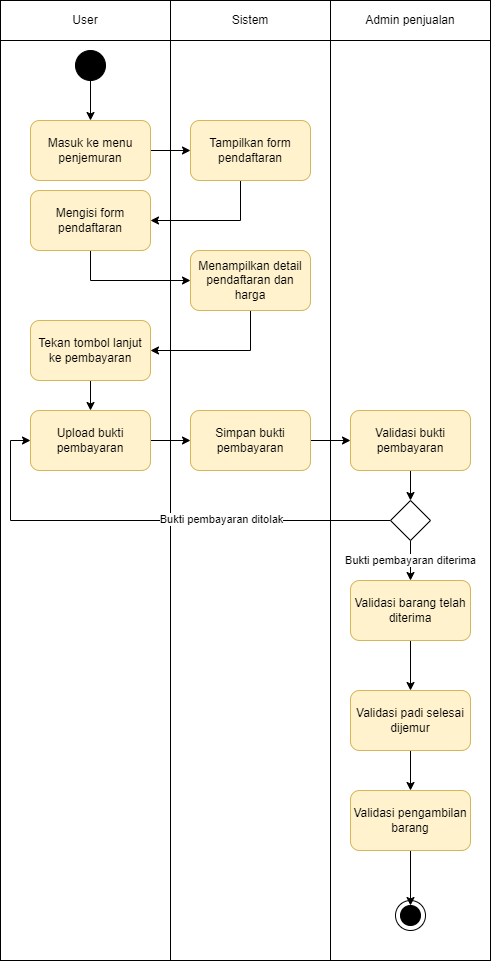 User
Sistem
Admin penjualan
Masuk ke menu
penjemuran
Tampilkan form
pendaftaran
Mengisi form
pendaftaran
Menampilkan detail
pendaftaran dan
harga
Tekan tombol lanjut
ke pembayaran
Upload bukti
pembayaran
Simpan bukti
pembayaran
Validasi bukti
pembayaran
Bukti pembayaran ditolak
Bukti pembayaran diterima
Validasi barang telah
diterima
Validasi padi selesai
dijemur
Validasi pengambilan
barang